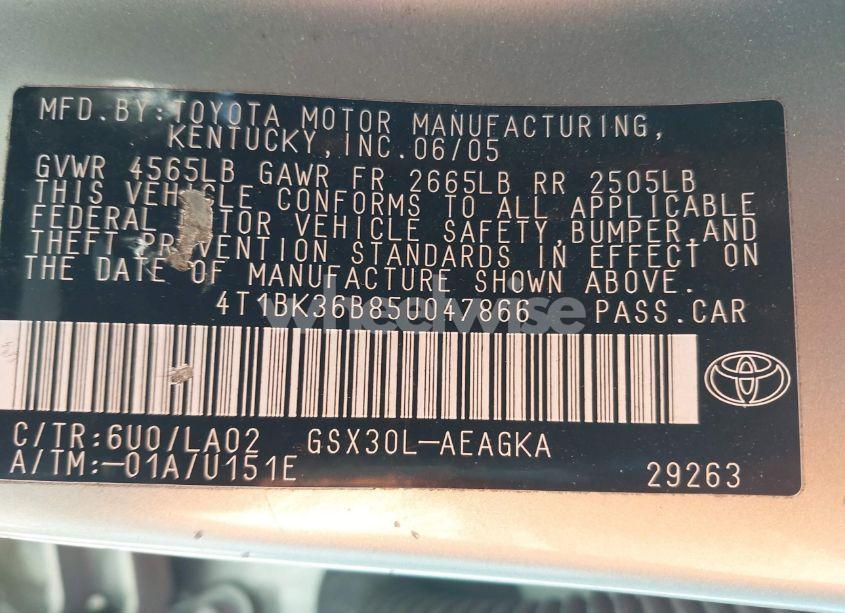 MFD.BY:TOYOTA MOTOR MANUFACTURING,
KENTUCKY,INC.06/05
GVWR 4565LB GAWR FR 2665LB RR 2505LB
THIS VEHICLE CONFORMS TO ALL APPLICABLE
FEDERAL MOTOR VEHICLE SAFETY,BUMPER,AND
THEFT PREVENTION STANDARDS IN EFFECT ON
THE DATE OF MANUFACTURE SHOWN ABOVE.
4T1BK36B85U047866 PASS.CAR
wheelwise
C/TR:6U0/LA02 GSX30L-AEAGKA
A/TM:-01A/U151E 29263